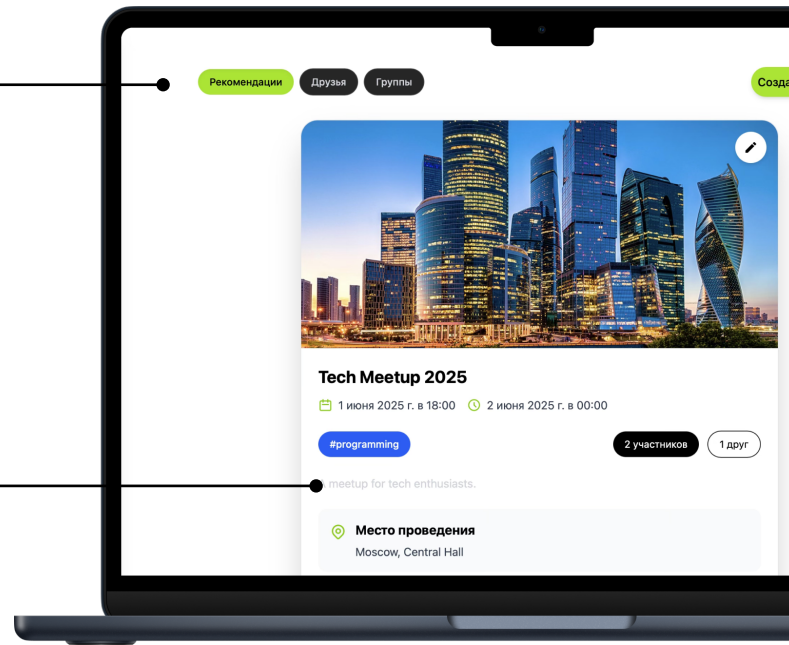 Рекомендации
Друзья
Группы
Созда
Tech Meetup 2025
1 июня 2025 г. в 18:00
2 июня 2025 г. в 00:00
#programming
2 участников
1 друг
A meetup for tech enthusiasts.
Место проведения
Moscow, Central Hall